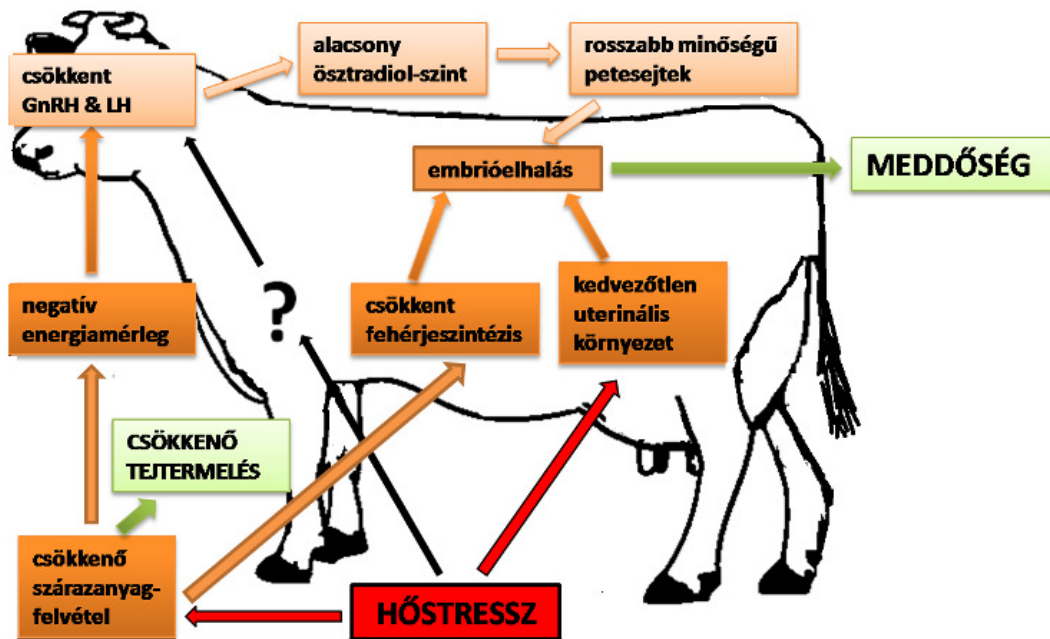 csökkent
GnRH & LH
alacsony
ösztradiol-szint
rosszabb minőségű
petesejtek
embrióelhalás
MEDDŐSÉG
negatív
energiamérleg
?
csökkent
fehérjeszintézis
kedvezőtlen
uterinális
környezet
CSÖKKENŐ
TEJTERMELÉS
csökkenő
szárazanyag-
felvétel
HŐSTRESSZ